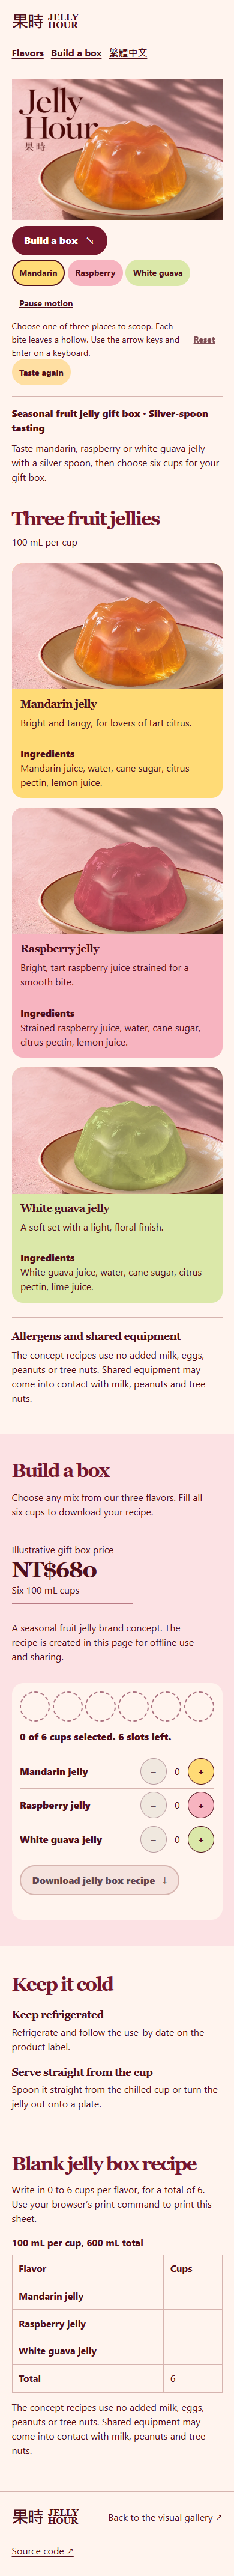 果時 JELLY HOUR
Flavors Build a box 繁體中文
Jelly
Hour
果時
Build a box ↘
Mandarin Raspberry White guava
Pause motion
Choose one of three places to scoop. Each
bite leaves a hollow. Use the arrow keys and
Enter on a keyboard.
Reset
Taste again
Seasonal fruit jelly gift box · Silver-spoon
tasting
Taste mandarin, raspberry or white guava jelly
with a silver spoon, then choose six cups for your
gift box.
Three fruit jellies
100 mL per cup
Mandarin jelly
Bright and tangy, for lovers of tart citrus.
Ingredients
Mandarin juice, water, cane sugar, citrus
pectin, lemon juice.
Raspberry jelly
Bright, tart raspberry juice strained for a
smooth bite.
Ingredients
Strained raspberry juice, water, cane sugar,
citrus pectin, lemon juice.
White guava jelly
A soft set with a light, floral finish.
Ingredients
White guava juice, water, cane sugar, citrus
pectin, lime juice.
Allergens and shared equipment
The concept recipes use no added milk, eggs,
peanuts or tree nuts. Shared equipment may
come into contact with milk, peanuts and tree
nuts.
Build a box
Choose any mix from our three flavors. Fill all
six cups to download your recipe.
Illustrative gift box price
NT$680
Six 100 mL cups
A seasonal fruit jelly brand concept. The
recipe is created in this page for offline use
and sharing.
0 of 6 cups selected. 6 slots left.
Mandarin jelly − 0 +
Raspberry jelly − 0 +
White guava jelly − 0 +
Download jelly box recipe ↓
Keep it cold
Keep refrigerated
Refrigerate and follow the use-by date on the
product label.
Serve straight from the cup
Spoon it straight from the chilled cup or turn the
jelly out onto a plate.
Blank jelly box recipe
Write in 0 to 6 cups per flavor, for a total of 6.
Use your browser's print command to print this
sheet.
100 mL per cup, 600 mL total
Flavor Cups
Mandarin jelly
Raspberry jelly
White guava jelly
Total 6
The concept recipes use no added milk, eggs,
peanuts or tree nuts. Shared equipment may
come into contact with milk, peanuts and tree
nuts.
果時 JELLY HOUR
Back to the visual gallery ↗
Source code ↗